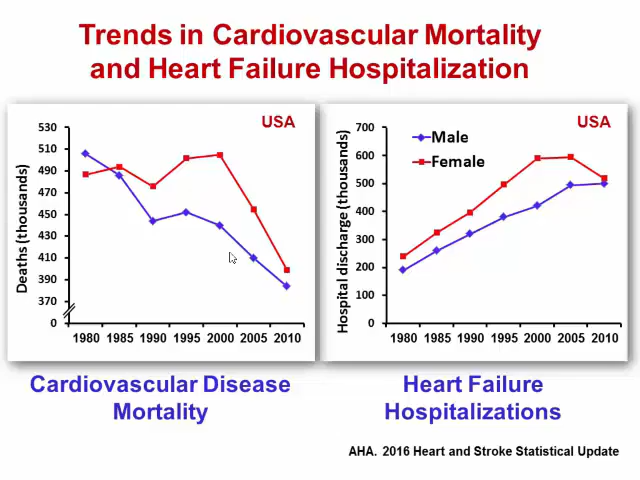 Trends in Cardiovascular Mortality
and Heart Failure Hospitalization
USA
Deaths (thousands)
530
510
490
470
450
430
410
390
370
0
1980 1985 1990 1995 2000 2005 2010
Cardiovascular Disease
Mortality
USA
Male
Female
Hospital discharge (thousands)
700
600
500
400
300
200
100
0
1980 1985 1990 1995 2000 2005 2010
Heart Failure
Hospitalizations
AHA. 2016 Heart and Stroke Statistical Update